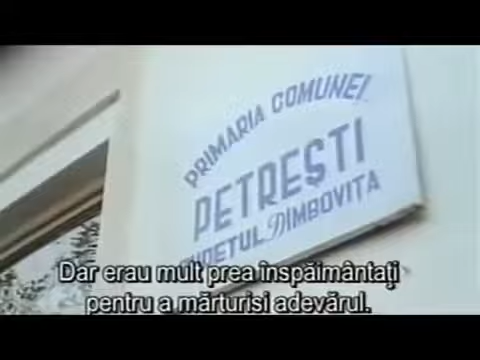 PRIMARIA COMUNEI
PETREȘTI
JUDETUL DIMBOVITA
Dar erau mult prea înspăimântați
pentru a mărturisi adevărul.